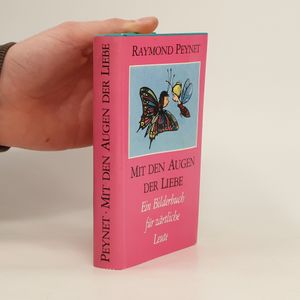 RAYMOND PEYNET
MIT DEN AUGEN
DER LIEBE
Ein Bilderbuch
für zärtliche
Leute
PEYNET · MIT DEN AUGEN DER LIEBE